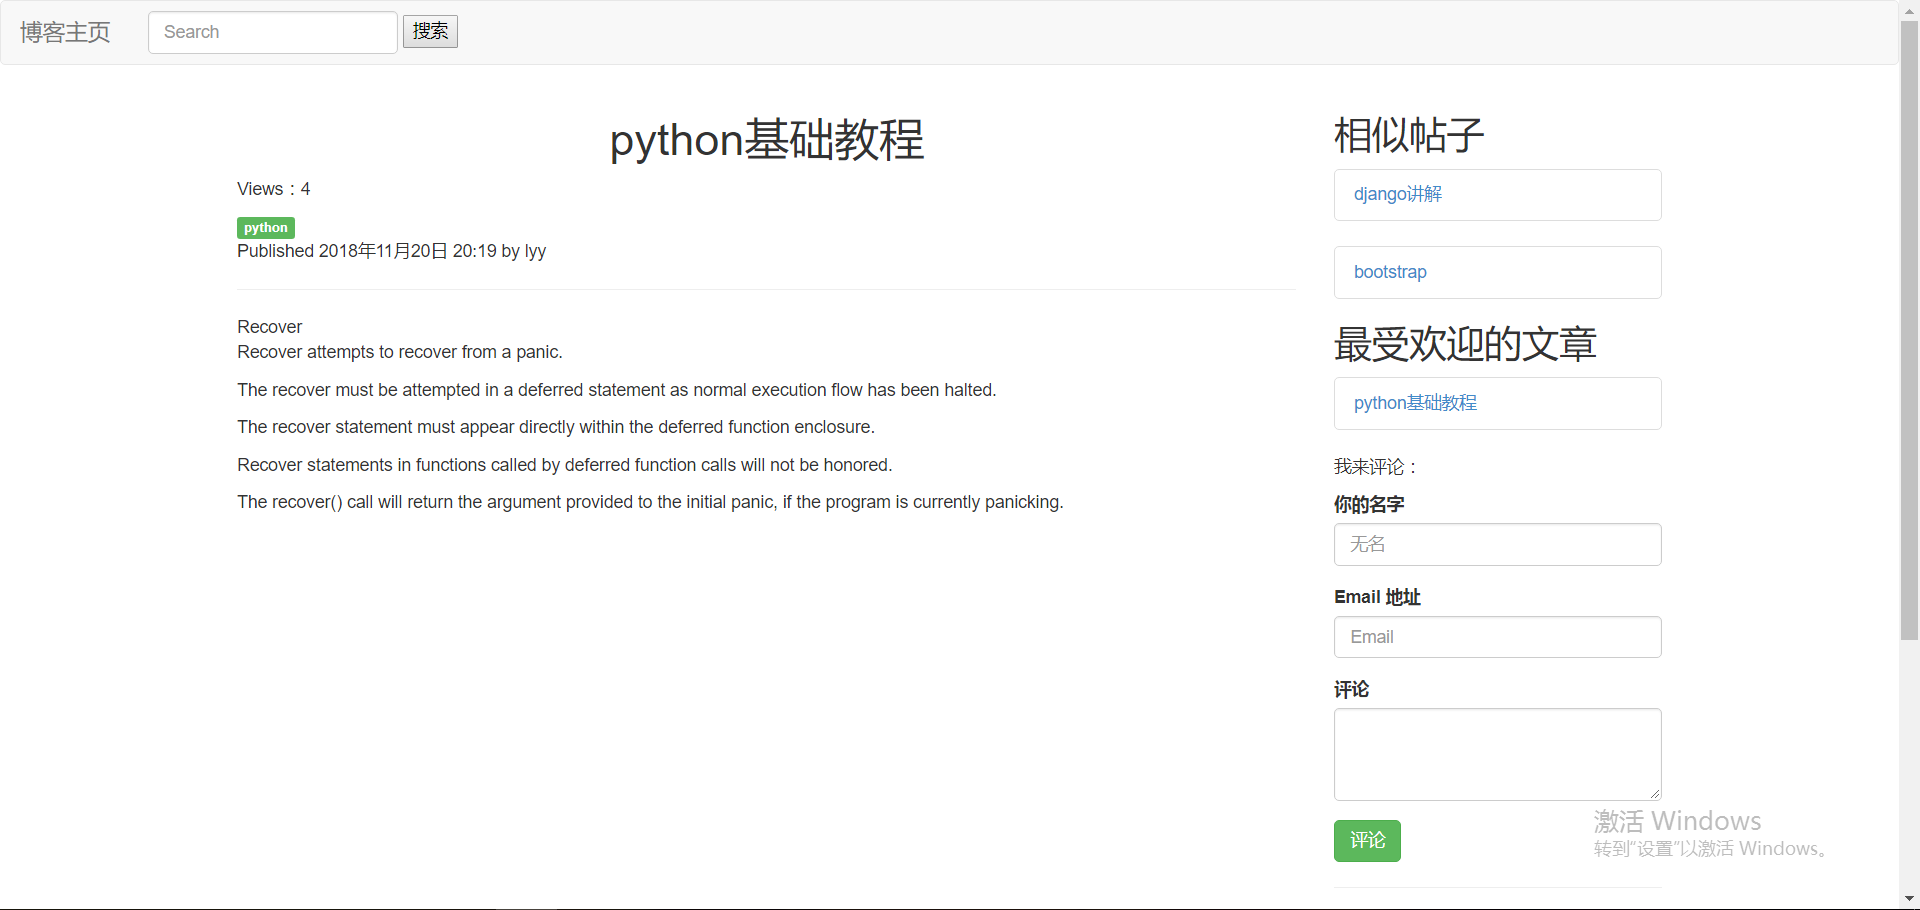 博客主页 Search 搜索
python基础教程
Views：4
python
Published 2018年11月20日 20:19 by lyy
Recover
Recover attempts to recover from a panic.
The recover must be attempted in a deferred statement as normal execution flow has been halted.
The recover statement must appear directly within the deferred function enclosure.
Recover statements in functions called by deferred function calls will not be honored.
The recover() call will return the argument provided to the initial panic, if the program is currently panicking.
相似帖子
django讲解
bootstrap
最受欢迎的文章
python基础教程
我来评论：
你的名字
无名
Email 地址
Email
评论
评论
激活 Windows
转到“设置”以激活 Windows。